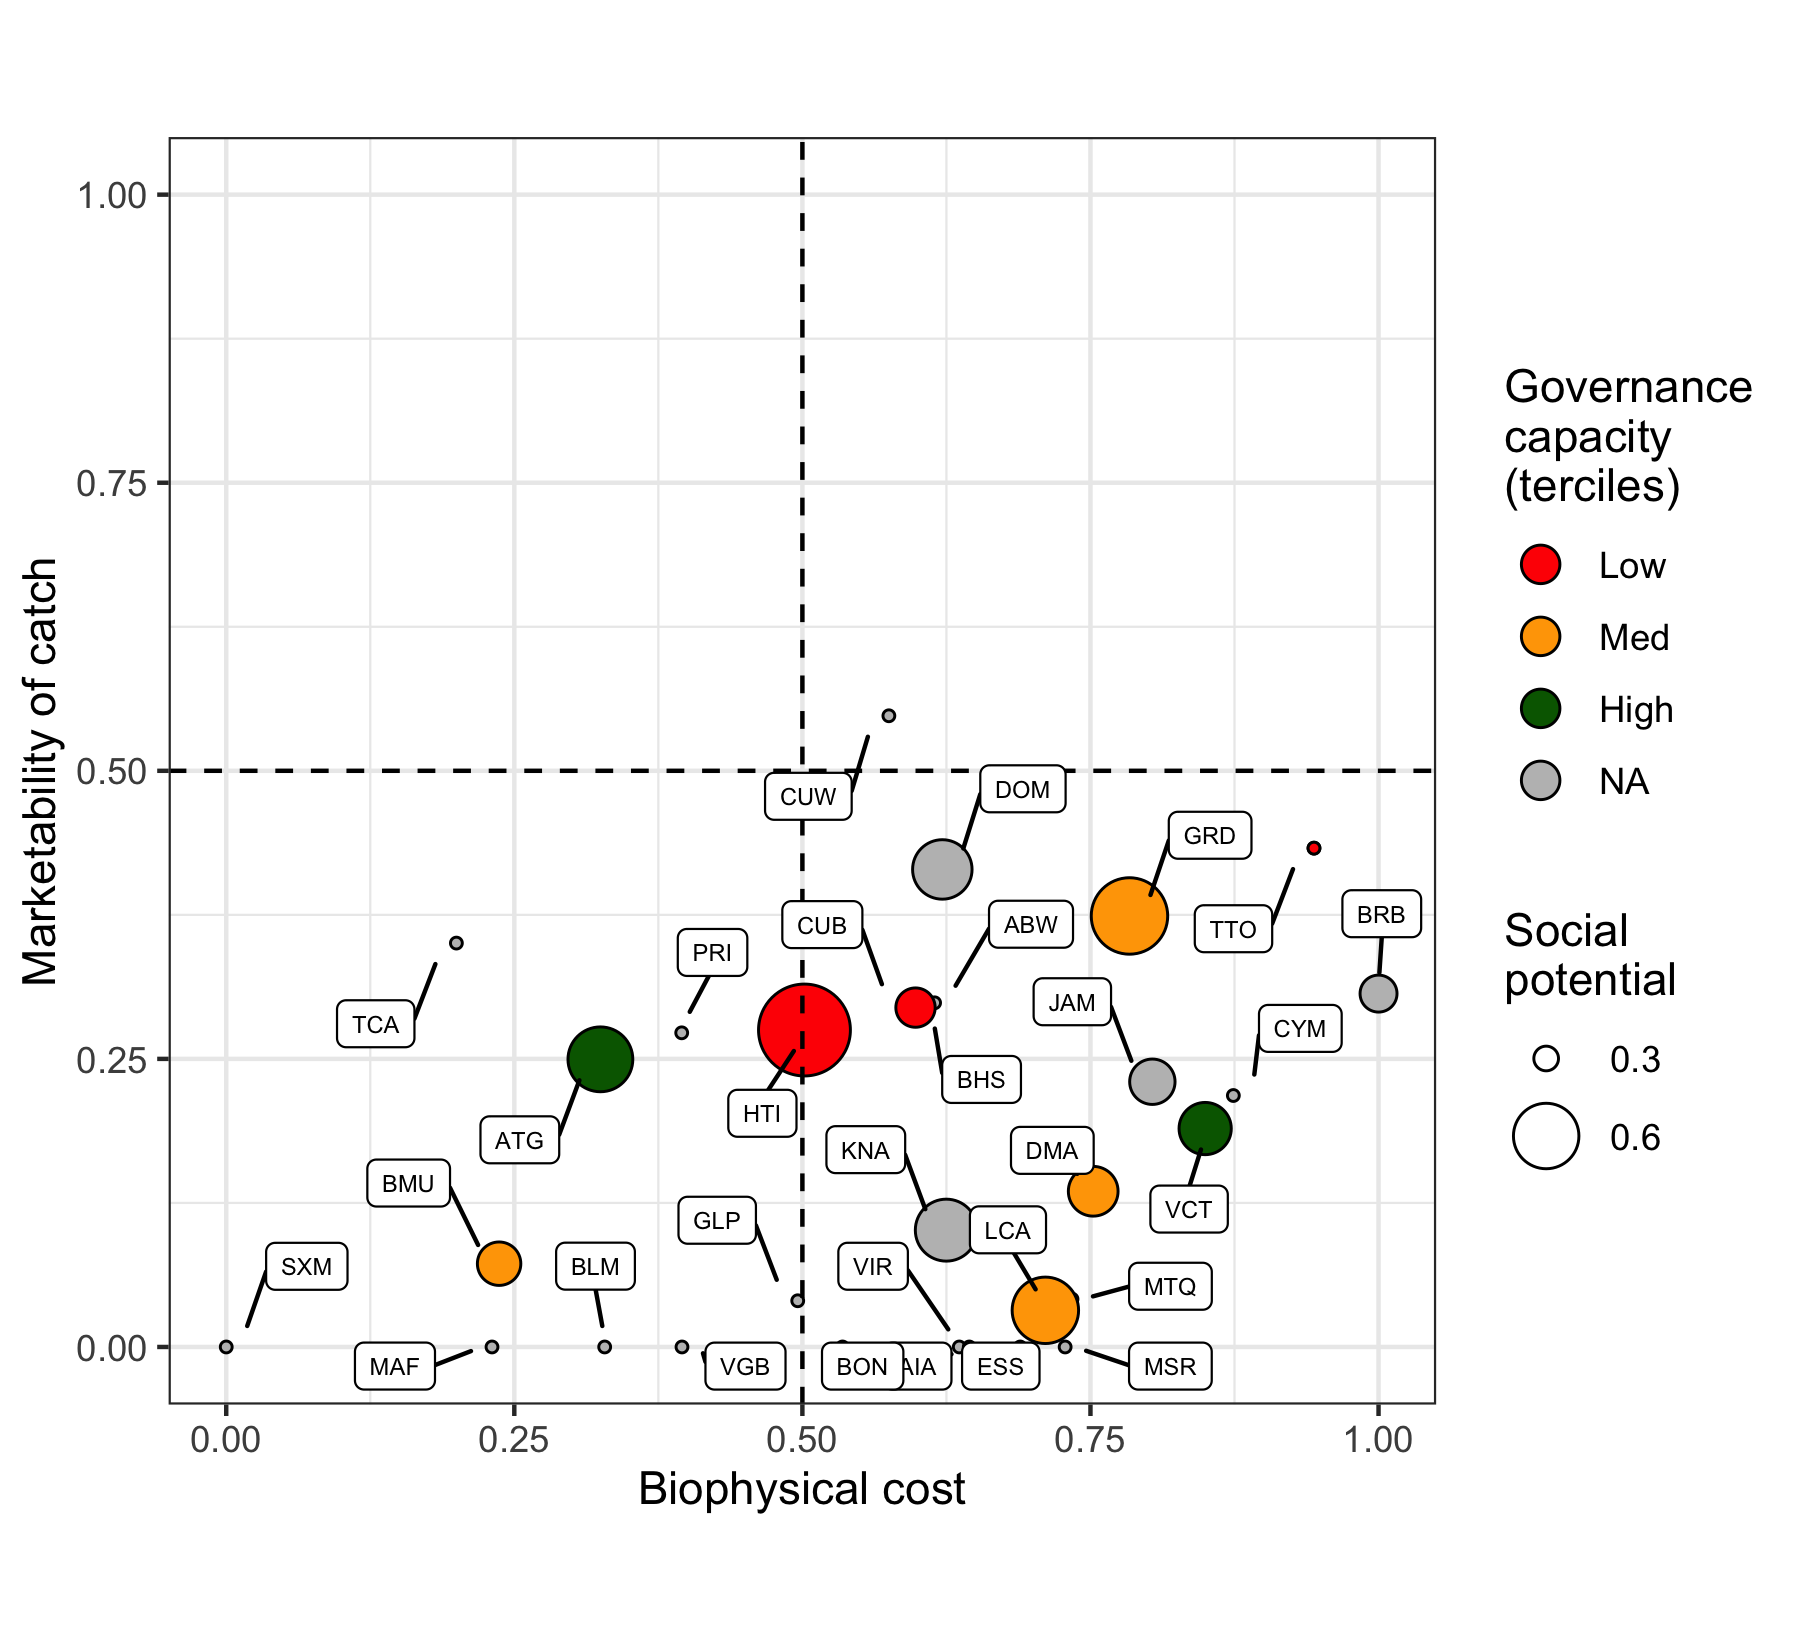 1.00
0.75
0.50
0.25
0.00
Marketability of catch
CUW
DOM
GRD
TTO
BRB
CUB
ABW
PRI
TCA
JAM
CYM
BHS
HTI
ATG
KNA
DMA
BMU
VCT
GLP
LCA
SXM
BLM
VIR
MTQ
MAF
VGB
BON
AIA
ESS
MSR
0.00 0.25 0.50 0.75 1.00
Biophysical cost
Governance
capacity
(terciles)
Low
Med
High
NA
Social
potential
0.3
0.6